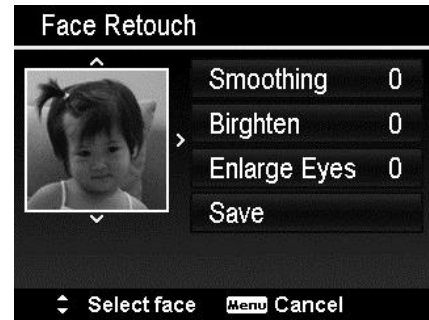 Face Retouch
Smoothing 0
Birghten 0
Enlarge Eyes 0
Save
Select face Menu Cancel